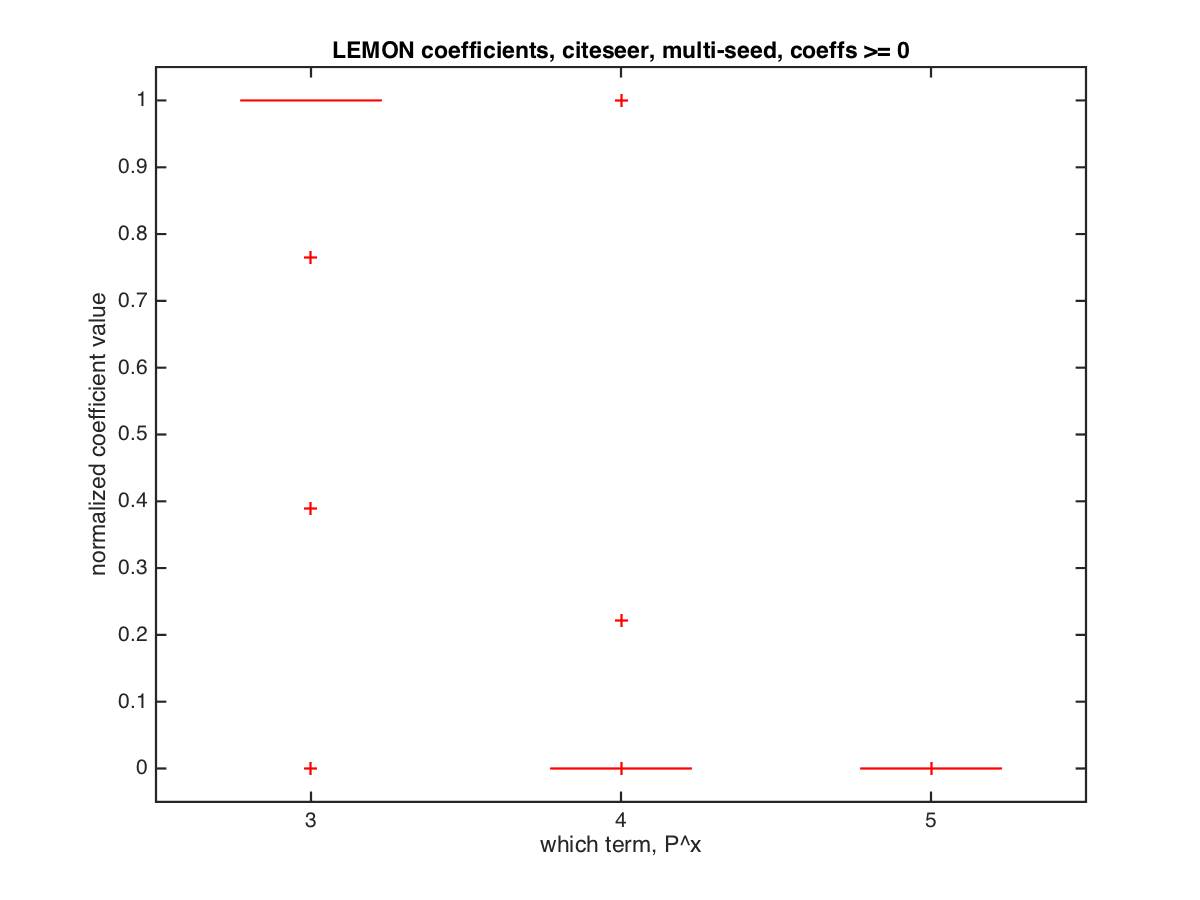 LEMON coefficients, citeseer, multi-seed, coeffs >= 0
normalized coefficient value
1
0.9
0.8
0.7
0.6
0.5
0.4
0.3
0.2
0.1
0
3 4 5
which term, P^x